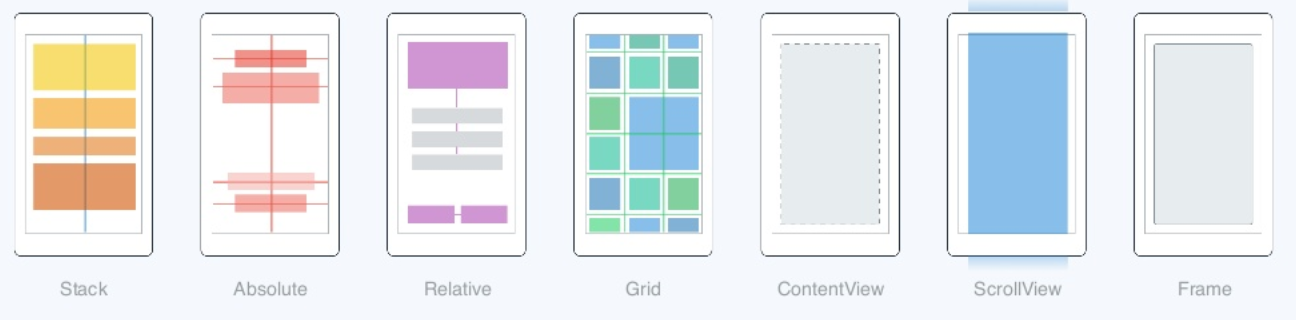 Stack
Absolute
Relative
Grid
ContentView
ScrollView
Frame